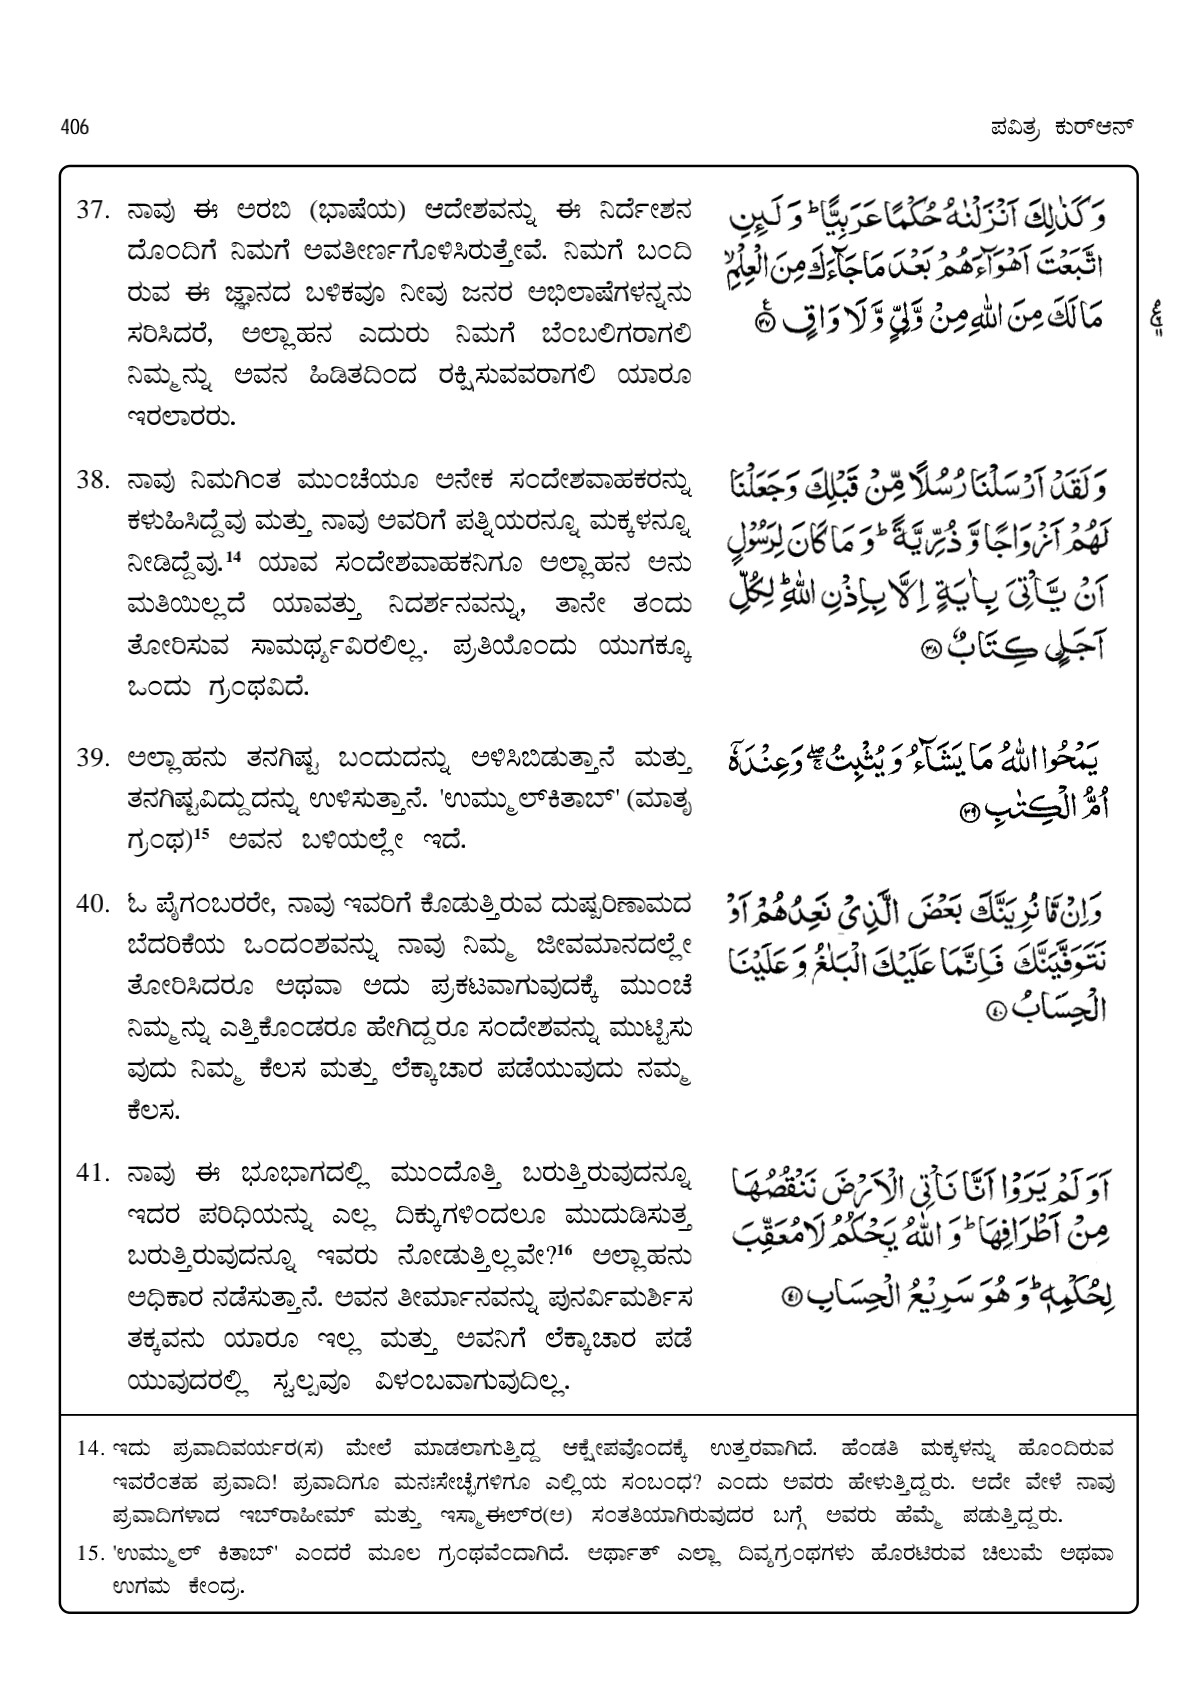 406
ಪವಿತ್ರ ಕುರ್‌ಆನ್
37. ನಾವು ಈ ಅರಬಿ (ಭಾಷೆಯ) ಆದೇಶವನ್ನು ಈ ನಿರ್ದೇಶನ
ದೊಂದಿಗೆ ನಿಮಗೆ ಅವತೀರ್ಣಗೊಳಿಸಿರುತ್ತೇವೆ. ನಿಮಗೆ ಬಂದಿ
ರುವ ಈ ಜ್ಞಾನದ ಬಳಿಕವೂ ನೀವು ಜನರ ಅಭಿಲಾಷೆಗಳನ್ನನು
ಸರಿಸಿದರೆ, ಅಲ್ಲಾಹನ ಎದುರು ನಿಮಗೆ ಬೆಂಬಲಿಗರಾಗಲಿ
ನಿಮ್ಮನ್ನು ಅವನ ಹಿಡಿತದಿಂದ ರಕ್ಷಿಸುವವರಾಗಲಿ ಯಾರೂ
ಇರಲಾರರು.
وَكَذٰلِكَ اَنْزَلْنٰهُ حُكْمًا عَرَبِيًّا ؕ وَلَىِٕنِ
اتَّبَعْتَ اَهْوَآءَهُمْ بَعْدَ مَا جَآءَكَ مِنَ الْعِلْمِ ۙ
مَا لَكَ مِنَ اللّٰهِ مِنْ وَّلِيٍّ وَّلَا وَاقٍ ۟ ٣٧
38. ನಾವು ನಿಮಗಿಂತ ಮುಂಚೆಯೂ ಅನೇಕ ಸಂದೇಶವಾಹಕರನ್ನು
ಕಳುಹಿಸಿದ್ದೆವು ಮತ್ತು ನಾವು ಅವರಿಗೆ ಪತ್ನಿಯರನ್ನೂ ಮಕ್ಕಳನ್ನೂ
ನೀಡಿದ್ದೆವು.14 ಯಾವ ಸಂದೇಶವಾಹಕನಿಗೂ ಅಲ್ಲಾಹನ ಅನು
ಮತಿಯಿಲ್ಲದೆ ಯಾವತ್ತು ನಿದರ್ಶನವನ್ನು, ತಾನೇ ತಂದು
ತೋರಿಸುವ ಸಾಮರ್ಥ್ಯವಿರಲಿಲ್ಲ. ಪ್ರತಿಯೊಂದು ಯುಗಕ್ಕೂ
ಒಂದು ಗ್ರಂಥವಿದೆ.
وَلَقَدْ اَرْسَلْنَا رُسُلًا مِّنْ قَبْلِكَ وَجَعَلْنَا
لَهُمْ اَزْوَاجًا وَّذُرِّيَّةً ؕ وَمَا كَانَ لِرَسُوْلٍ
اَنْ يَّاْتِيَ بِاٰيَةٍ اِلَّا بِاِذْنِ اللّٰهِ ؕ لِكُلِّ
اَجَلٍ كِتَابٌ ٣٨
39. ಅಲ್ಲಾಹನು ತನಗಿಷ್ಟ ಬಂದುದನ್ನು ಅಳಿಸಿಬಿಡುತ್ತಾನೆ ಮತ್ತು
ತನಗಿಷ್ಟವಿದ್ದುದನ್ನು ಉಳಿಸುತ್ತಾನೆ. 'ಉಮ್ಮುಲ್‌ಕಿತಾಬ್' (ಮಾತೃ
ಗ್ರಂಥ)15 ಅವನ ಬಳಿಯಲ್ಲೇ ಇದೆ.
يَمْحُوا اللّٰهُ مَا يَشَآءُ وَيُثْبِتُ ۖۚ وَعِنْدَهٗۤ
اُمُّ الْكِتٰبِ ٣٩
40. ಓ ಪೈಗಂಬರರೇ, ನಾವು ಇವರಿಗೆ ಕೊಡುತ್ತಿರುವ ದುಷ್ಪರಿಣಾಮದ
ಬೆದರಿಕೆಯ ಒಂದಂಶವನ್ನು ನಾವು ನಿಮ್ಮ ಜೀವಮಾನದಲ್ಲೇ
ತೋರಿಸಿದರೂ ಅಥವಾ ಅದು ಪ್ರಕಟವಾಗುವುದಕ್ಕೆ ಮುಂಚೆ
ನಿಮ್ಮನ್ನು ಎತ್ತಿಕೊಂಡರೂ ಹೇಗಿದ್ದರೂ ಸಂದೇಶವನ್ನು ಮುಟ್ಟಿಸು
ವುದು ನಿಮ್ಮ ಕೆಲಸ ಮತ್ತು ಲೆಕ್ಕಾಚಾರ ಪಡೆಯುವುದು ನಮ್ಮ
ಕೆಲಸ.
وَاِنْ مَّا نُرِيَنَّكَ بَعْضَ الَّذِيْ نَعِدُهُمْ اَوْ
نَتَوَفَّيَنَّكَ فَاِنَّمَا عَلَيْكَ الْبَلٰغُ وَعَلَيْنَا
الْحِسَابُ ٤٠
41. ನಾವು ಈ ಭೂಭಾಗದಲ್ಲಿ ಮುಂದೊತ್ತಿ ಬರುತ್ತಿರುವುದನ್ನೂ
ಇದರ ಪರಿಧಿಯನ್ನು ಎಲ್ಲ ದಿಕ್ಕುಗಳಿಂದಲೂ ಮುದುಡಿಸುತ್ತ
ಬರುತ್ತಿರುವುದನ್ನೂ ಇವರು ನೋಡುತ್ತಿಲ್ಲವೇ?16 ಅಲ್ಲಾಹನು
ಅಧಿಕಾರ ನಡೆಸುತ್ತಾನೆ. ಅವನ ತೀರ್ಮಾನವನ್ನು ಪುನರ್ವಿಮರ್ಶಿಸ
ತಕ್ಕವನು ಯಾರೂ ಇಲ್ಲ ಮತ್ತು ಅವನಿಗೆ ಲೆಕ್ಕಾಚಾರ ಪಡೆ
ಯುವುದರಲ್ಲಿ ಸ್ವಲ್ಪವೂ ವಿಳಂಬವಾಗುವುದಿಲ್ಲ.
اَوَلَمْ يَرَوْا اَنَّا نَاْتِي الْاَرْضَ نَنْقُصُهَا
مِنْ اَطْرَافِهَا ؕ وَاللّٰهُ يَحْكُمُ لَا مُعَقِّبَ
لِحُكْمِهٖ ؕ وَهُوَ سَرِيْعُ الْحِسَابِ ٤١
14. ಇದು ಪ್ರವಾದಿವರ್ಯರ(ಸ) ಮೇಲೆ ಮಾಡಲಾಗುತ್ತಿದ್ದ ಆಕ್ಷೇಪವೊಂದಕ್ಕೆ ಉತ್ತರವಾಗಿದೆ. ಹೆಂಡತಿ ಮಕ್ಕಳನ್ನು ಹೊಂದಿರುವ
ಇವರೆಂತಹ ಪ್ರವಾದಿ! ಪ್ರವಾದಿಗೂ ಮನಃಸೇಚ್ಛೆಗಳಿಗೂ ಎಲ್ಲಿಯ ಸಂಬಂಧ? ಎಂದು ಅವರು ಹೇಳುತ್ತಿದ್ದರು. ಅದೇ ವೇಳೆ ನಾವು
ಪ್ರವಾದಿಗಳಾದ ಇಬ್‌ರಾಹೀಮ್ ಮತ್ತು ಇಸ್ಮಾಈಲ್‌ರ(ಅ) ಸಂತತಿಯಾಗಿರುವುದರ ಬಗ್ಗೆ ಅವರು ಹೆಮ್ಮೆ ಪಡುತ್ತಿದ್ದರು.
15. 'ಉಮ್ಮುಲ್ ಕಿತಾಬ್' ಎಂದರೆ ಮೂಲ ಗ್ರಂಥವೆಂದಾಗಿದೆ. ಅರ್ಥಾತ್ ಎಲ್ಲಾ ದಿವ್ಯಗ್ರಂಥಗಳು ಹೊರಟಿರುವ ಚಿಲುಮೆ ಅಥವಾ
ಉಗಮ ಕೇಂದ್ರ.